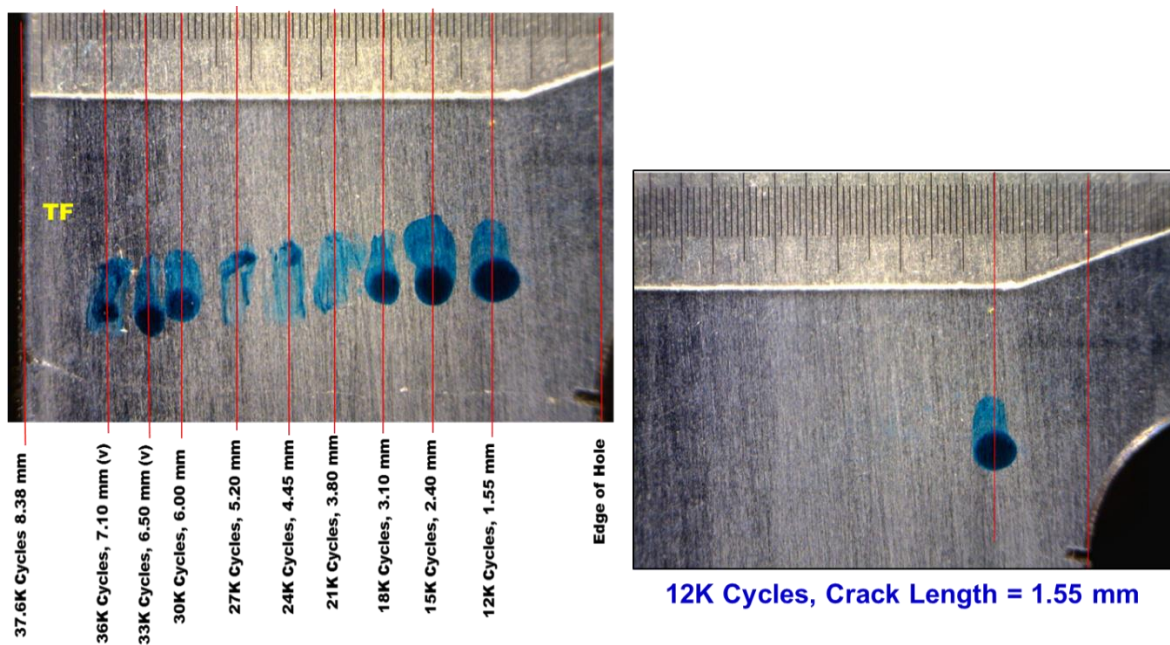 TF
37.6K Cycles 8.38 mm
36K Cycles, 7.10 mm (v)
33K Cycles, 6.50 mm (v)
30K Cycles, 6.00 mm
27K Cycles, 5.20 mm
24K Cycles, 4.45 mm
21K Cycles, 3.80 mm
18K Cycles, 3.10 mm
15K Cycles, 2.40 mm
12K Cycles, 1.55 mm
Edge of Hole
12K Cycles, Crack Length = 1.55 mm